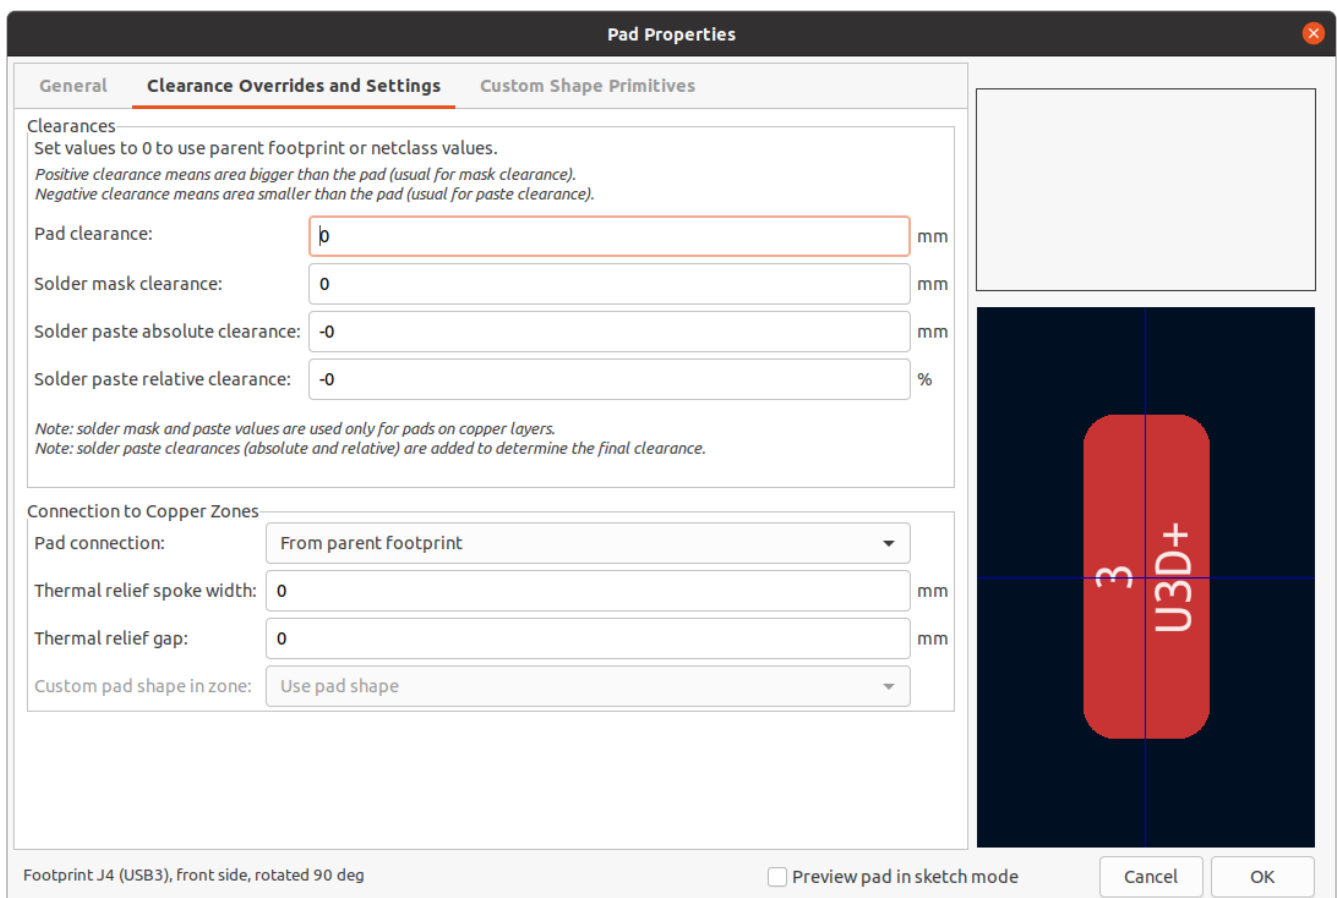 Pad Properties
General
Clearance Overrides and Settings
Custom Shape Primitives
Clearances
Set values to 0 to use parent footprint or netclass values.
Positive clearance means area bigger than the pad (usual for mask clearance).
Negative clearance means area smaller than the pad (usual for paste clearance).
Pad clearance: 0 mm
Solder mask clearance: 0 mm
Solder paste absolute clearance: -0 mm
Solder paste relative clearance: -0 %
Note: solder mask and paste values are used only for pads on copper layers.
Note: solder paste clearances (absolute and relative) are added to determine the final clearance.
Connection to Copper Zones
Pad connection: From parent footprint
Thermal relief spoke width: 0 mm
Thermal relief gap: 0 mm
Custom pad shape in zone: Use pad shape
3
U3D+
Footprint J4 (USB3), front side, rotated 90 deg
Preview pad in sketch mode
Cancel
OK